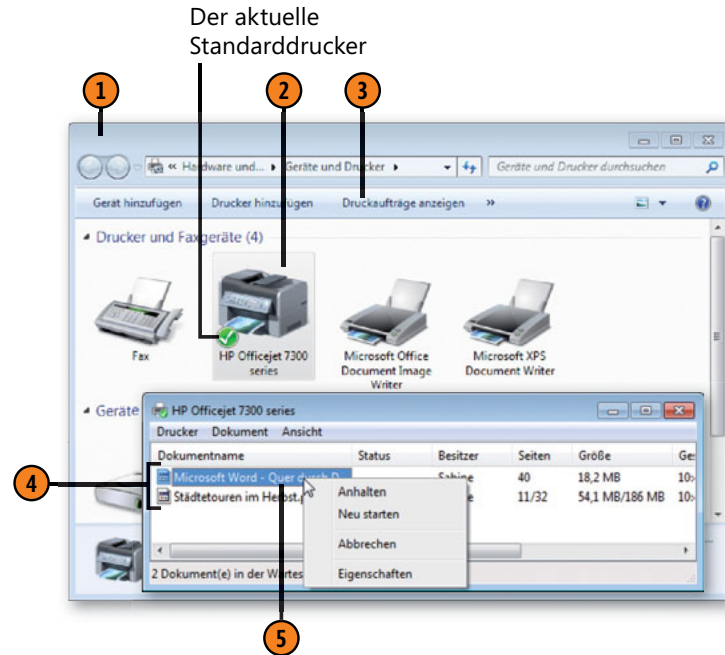 Der aktuelle
Standarddrucker
1 2 3
« Hardware und... Geräte und Drucker Geräte und Drucker durchsuchen
Gerät hinzufügen Drucker hinzufügen Druckaufträge anzeigen »
Drucker und Faxgeräte (4)
Fax HP Officejet 7300 series Microsoft Office Document Image Writer Microsoft XPS Document Writer
Geräte HP Officejet 7300 series
Drucker Dokument Ansicht
Dokumentname Status Besitzer Seiten Größe
4 Microsoft Word - Quer durch D... Sabine 40 18,2 MB
Städtetouren im Herbst. 11/32 54,1 MB/186 MB
Anhalten
Neu starten
Abbrechen
Eigenschaften
2 Dokument(e) in der
5